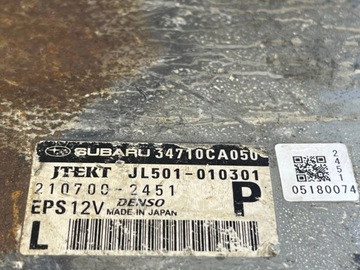 SUBARU 34710CA050
JTEKT JL501-010301
210700-2451 P
DENSO
EPS 12V MADE IN JAPAN
L
2451
05180074